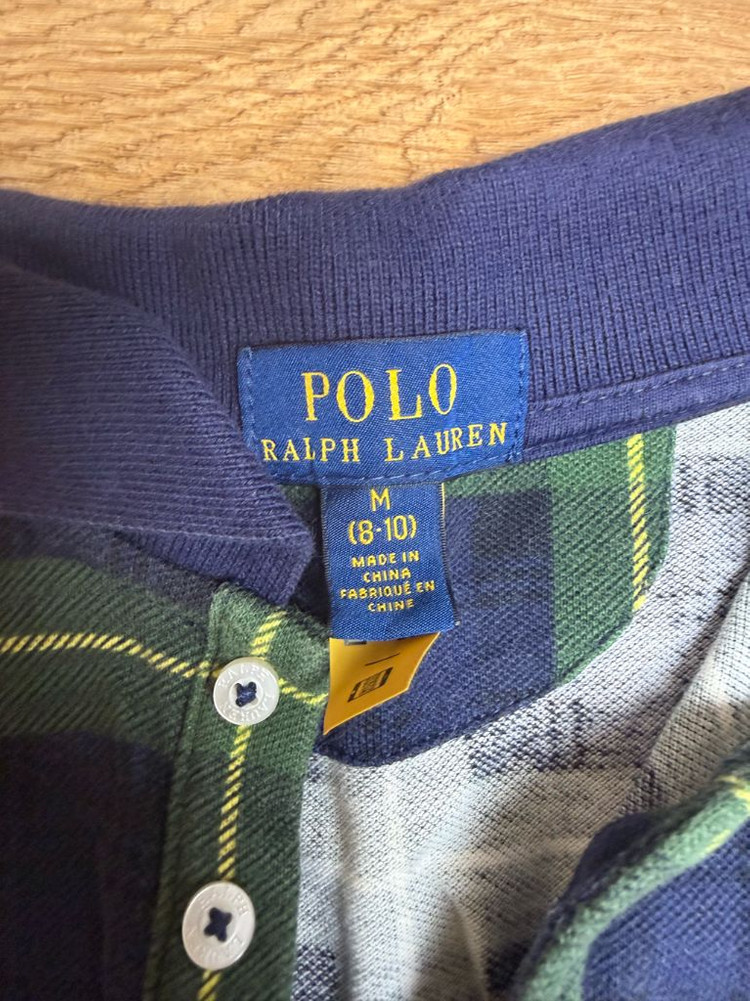 POLO
RALPH LAUREN
M
(8-10)
MADE IN
CHINA
FABRIQUÉ EN
CHINE